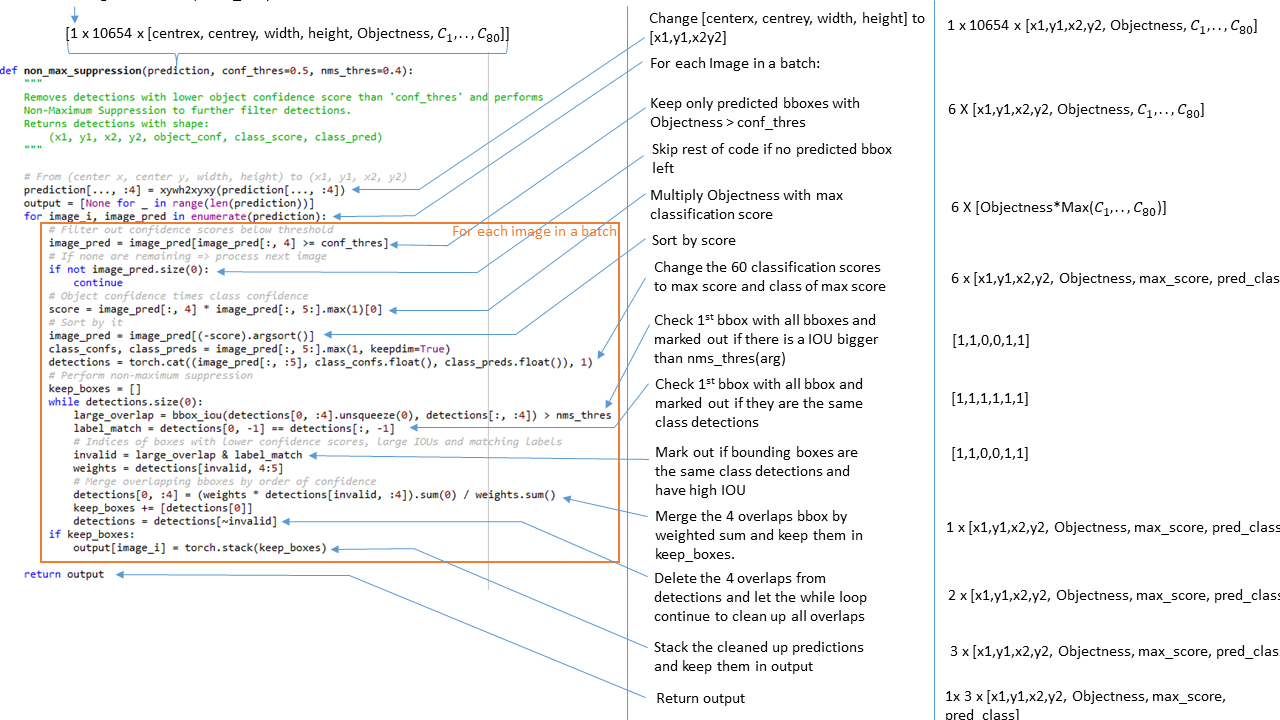 [1 x 10654 x [centrex, centrey, width, height, Objectness, C₁,..,C₈₀]]
def non_max_suppression(prediction, conf_thres=0.5, nms_thres=0.4):
"""
Removes detections with lower object confidence score than 'conf_thres' and performs
Non-Maximum Suppression to further filter detections.
Returns detections with shape:
(x1, y1, x2, y2, object_conf, class_score, class_pred)
"""
# From (center x, center y, width, height) to (x1, y1, x2, y2)
prediction[..., :4] = xywh2xyxy(prediction[..., :4])
output = [None for _ in range(len(prediction))]
for image_i, image_pred in enumerate(prediction):
# Filter out confidence scores below threshold
For each image in a batch
image_pred = image_pred[image_pred[:, 4] >= conf_thres]
# If none are remaining => process next image
if not image_pred.size(0):
continue
# Object confidence times class confidence
score = image_pred[:, 4] * image_pred[:, 5:].max(1)[0]
# Sort by it
image_pred = image_pred[(-score).argsort()]
class_confs, class_preds = image_pred[:, 5:].max(1, keepdim=True)
detections = torch.cat((image_pred[:, :5], class_confs.float(), class_preds.float()), 1)
# Perform non-maximum suppression
keep_boxes = []
while detections.size(0):
large_overlap = bbox_iou(detections[0, :4].unsqueeze(0), detections[:, :4]) > nms_thres
label_match = detections[0, -1] == detections[:, -1]
# Indices of boxes with lower confidence scores, large IOUs and matching labels
invalid = large_overlap & label_match
weights = detections[invalid, 4:5]
# Merge overlapping bboxes by order of confidence
detections[0, :4] = (weights * detections[invalid, :4]).sum(0) / weights.sum()
keep_boxes += [detections[0]]
detections = detections[~invalid]
if keep_boxes:
output[image_i] = torch.stack(keep_boxes)
return output
Change [centerx, centrey, width, height] to
[x1,y1,x2y2]
For each Image in a batch:
Keep only predicted bboxes with
Objectness > conf_thres
Skip rest of code if no predicted bbox
left
Multiply Objectness with max
classification score
Sort by score
Change the 60 classification scores
to max score and class of max score
Check 1st bbox with all bboxes and
marked out if there is a IOU bigger
than nms_thres(arg)
Check 1st bbox with all bbox and
marked out if they are the same
class detections
Mark out if bounding boxes are
the same class detections and
have high IOU
Merge the 4 overlaps bbox by
weighted sum and keep them in
keep_boxes.
Delete the 4 overlaps from
detections and let the while loop
continue to clean up all overlaps
Stack the cleaned up predictions
and keep them in output
Return output
1 x 10654 x [x1,y1,x2,y2, Objectness, C₁,..,C₈₀]
6 X [x1,y1,x2,y2, Objectness, C₁,..,C₈₀]
6 X [Objectness*Max(C₁,..,C₈₀)]
6 x [x1,y1,x2,y2, Objectness, max_score, pred_clas
[1,1,0,0,1,1]
[1,1,1,1,1,1]
[1,1,0,0,1,1]
1 x [x1,y1,x2,y2, Objectness, max_score, pred_class
2 x [x1,y1,x2,y2, Objectness, max_score, pred_class
3 x [x1,y1,x2,y2, Objectness, max_score, pred_clas
1x 3 x [x1,y1,x2,y2, Objectness, max_score,
pred_class]